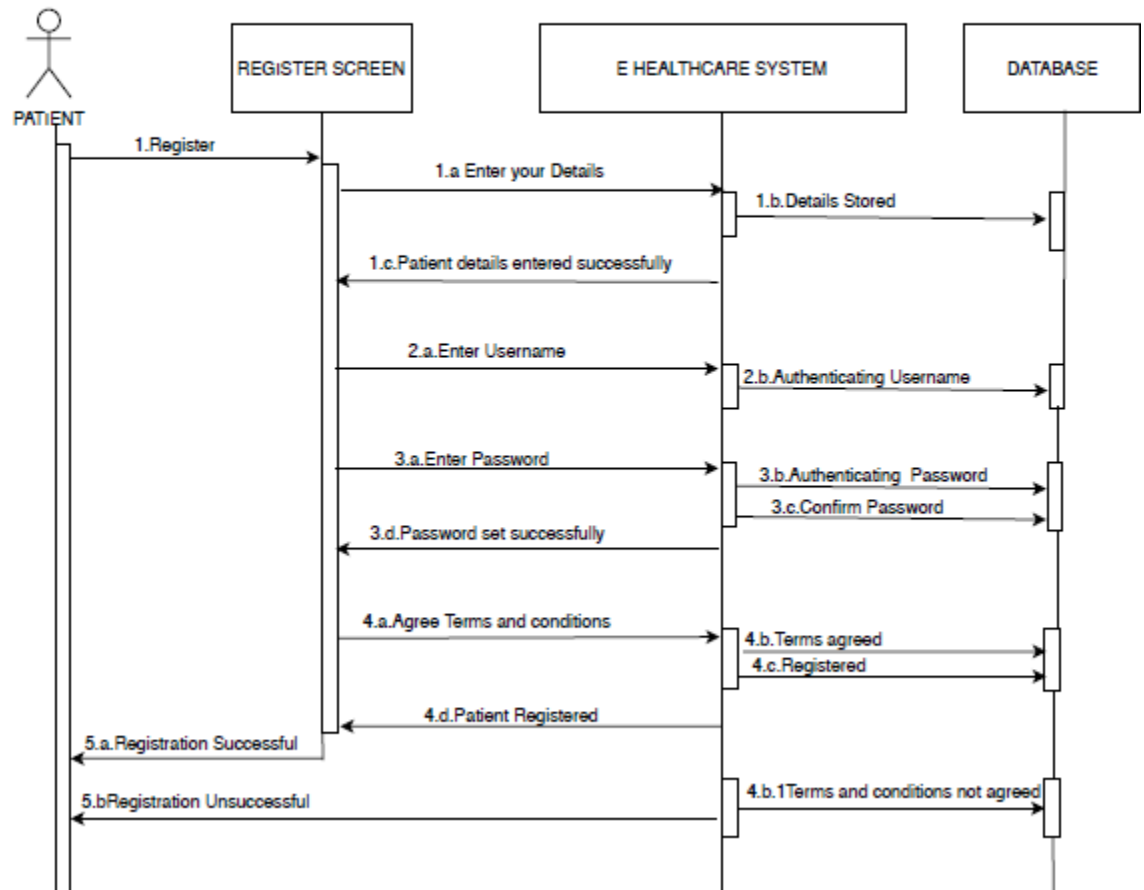 PATIENT
REGISTER SCREEN
E HEALTHCARE SYSTEM
DATABASE
1.Register
1.a Enter your Details
1.b.Details Stored
1.c.Patient details entered successfully
2.a.Enter Username
2.b.Authenticating Username
3.a.Enter Password
3.b.Authenticating Password
3.c.Confirm Password
3.d.Password set successfully
4.a.Agree Terms and conditions
4.b.Terms agreed
4.c.Registered
4.d.Patient Registered
5.a.Registration Successful
5.bRegistration Unsuccessful
4.b.1Terms and conditions not agreed